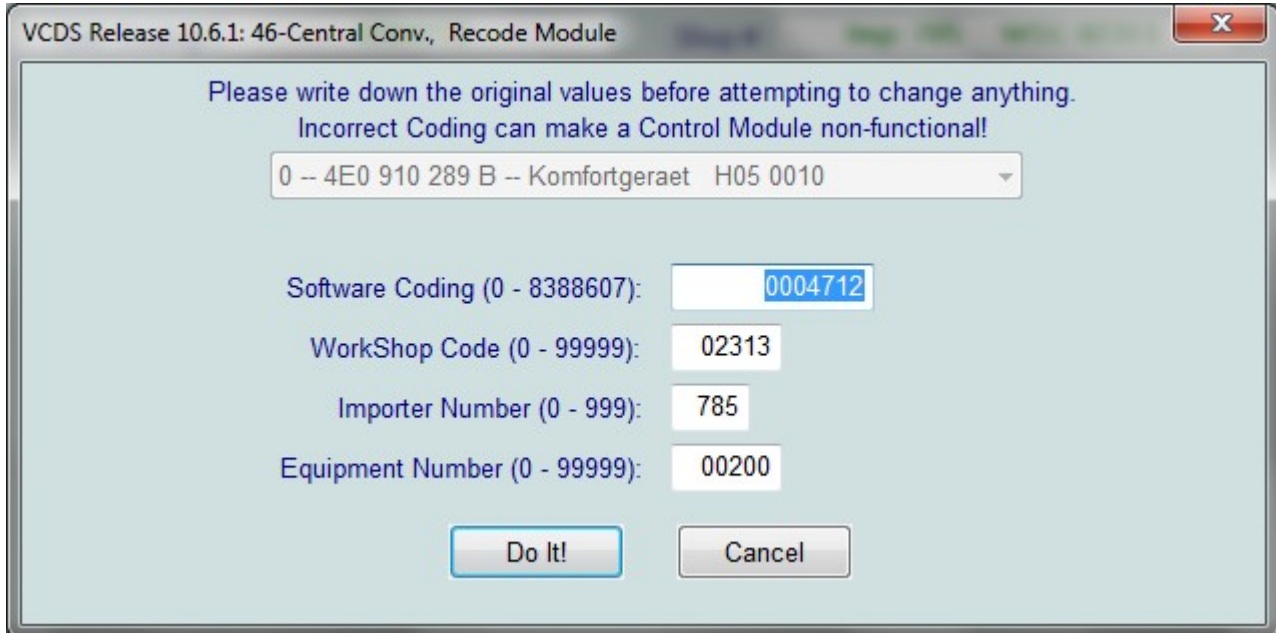 VCDS Release 10.6.1: 46-Central Conv., Recode Module
Please write down the original values before attempting to change anything.
Incorrect Coding can make a Control Module non-functional!
0 -- 4E0 910 289 B -- Komfortgeraet H05 0010
Software Coding (0 - 8388607): 0004712
WorkShop Code (0 - 99999): 02313
Importer Number (0 - 999): 785
Equipment Number (0 - 99999): 00200
Do It! Cancel